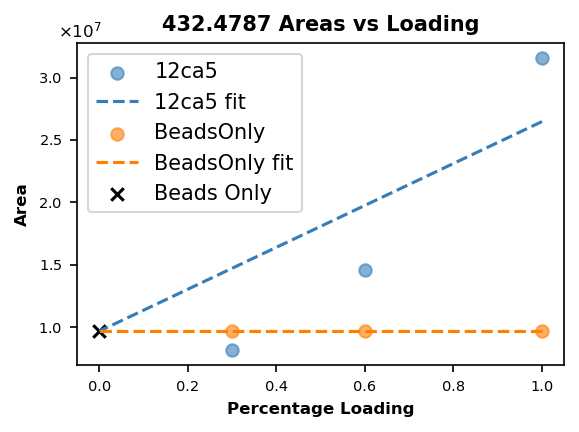 432.4787 Areas vs Loading
×10⁷
12ca5
12ca5 fit
BeadsOnly
BeadsOnly fit
Beads Only
3.0
2.5
2.0
1.5
1.0
Area
0.0 0.2 0.4 0.6 0.8 1.0
Percentage Loading